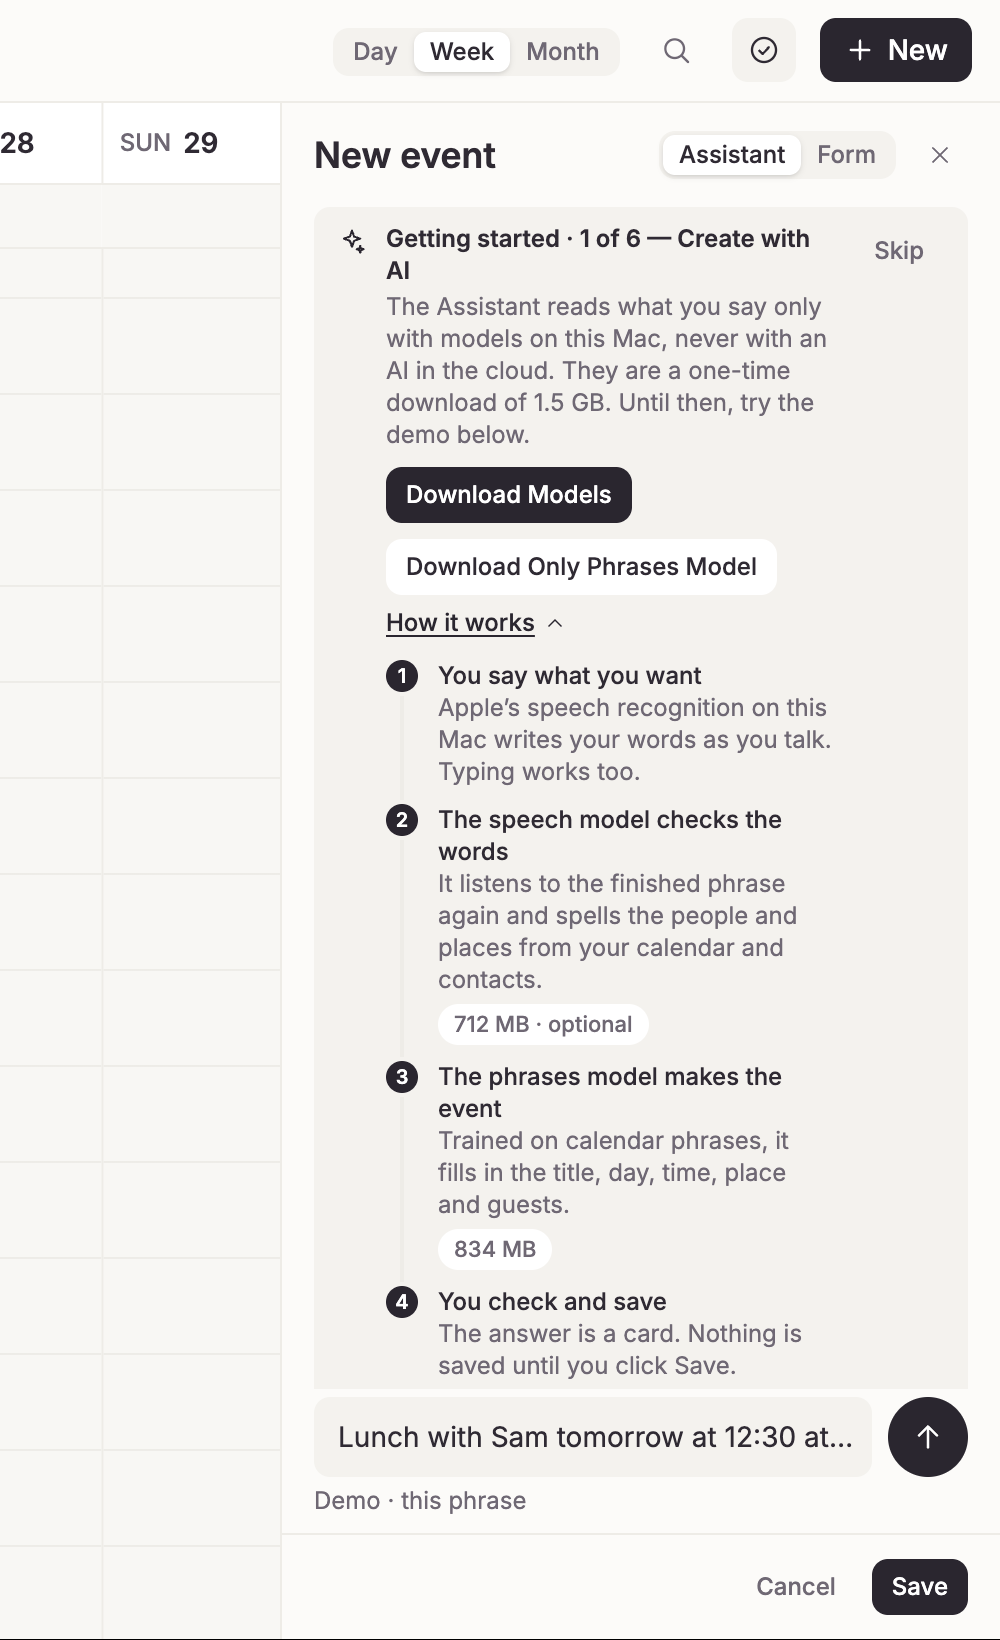 Day Week Month
New
28
SUN 29
New event
Assistant Form
Getting started · 1 of 6 — Create with
AI
Skip
The Assistant reads what you say only
with models on this Mac, never with an
AI in the cloud. They are a one-time
download of 1.5 GB. Until then, try the
demo below.
Download Models
Download Only Phrases Model
How it works
1 You say what you want
Apple’s speech recognition on this
Mac writes your words as you talk.
Typing works too.
2 The speech model checks the
words
It listens to the finished phrase
again and spells the people and
places from your calendar and
contacts.
712 MB · optional
3 The phrases model makes the
event
Trained on calendar phrases, it
fills in the title, day, time, place
and guests.
834 MB
4 You check and save
The answer is a card. Nothing is
saved until you click Save.
Lunch with Sam tomorrow at 12:30 at...
Demo · this phrase
Cancel Save